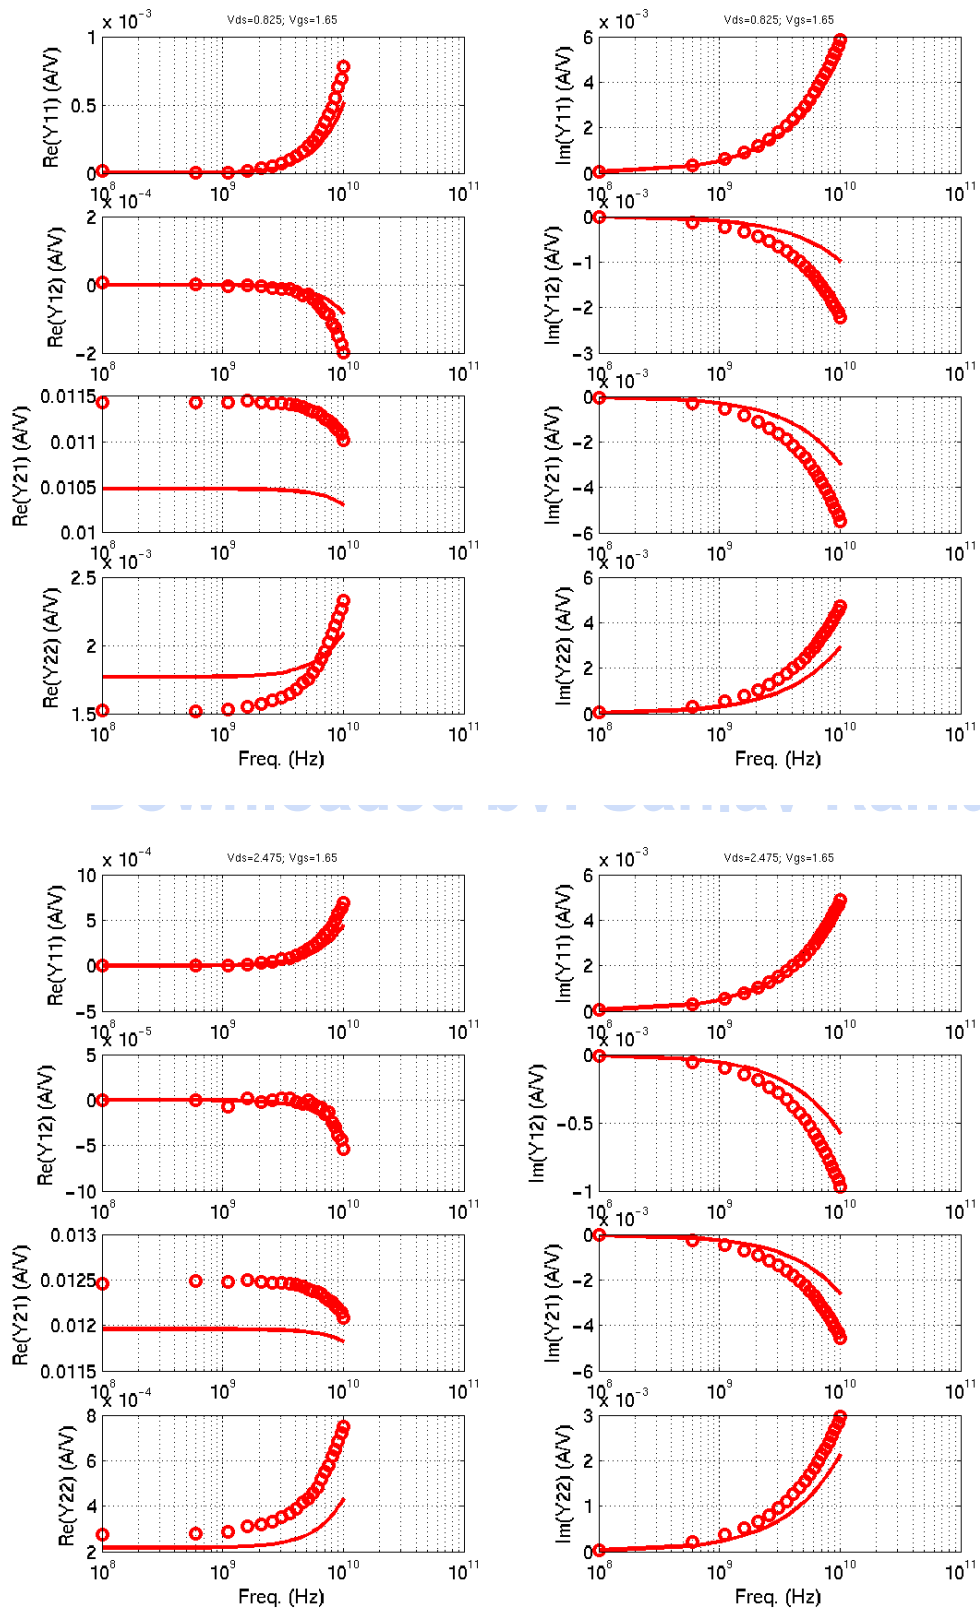 x 10^-3 Vds=0.825; Vgs=1.65
1
0.5
0
Re(Y11) (A/V)
10^8 10^9 10^10 10^11
x 10^-3 Vds=0.825; Vgs=1.65
6
4
2
0
Im(Y11) (A/V)
10^8 10^9 10^10 10^11
x 10^-4
2
0
−2
Re(Y12) (A/V)
10^8 10^9 10^10 10^11
x 10^-3
0
−1
−2
−3
Im(Y12) (A/V)
10^8 10^9 10^10 10^11
0.0115
0.011
0.0105
0.01
Re(Y21) (A/V)
10^8 10^9 10^10 10^11
x 10^-3
0
−2
−4
−6
Im(Y21) (A/V)
10^8 10^9 10^10 10^11
x 10^-3
2.5
2
1.5
Re(Y22) (A/V)
10^8 10^9 10^10 10^11
Freq. (Hz)
6
4
2
0
Im(Y22) (A/V)
10^8 10^9 10^10 10^11
Freq. (Hz)
Downloaded by: Sanjay
x 10^-4 Vds=2.475; Vgs=1.65
10
5
0
−5
Re(Y11) (A/V)
10^8 10^9 10^10 10^11
x 10^-3 Vds=2.475; Vgs=1.65
6
4
2
0
Im(Y11) (A/V)
10^8 10^9 10^10 10^11
x 10^-5
5
0
−5
−10
Re(Y12) (A/V)
10^8 10^9 10^10 10^11
x 10^-3
0
−0.5
−1
Im(Y12) (A/V)
10^8 10^9 10^10 10^11
0.013
0.0125
0.012
0.0115
Re(Y21) (A/V)
10^8 10^9 10^10 10^11
x 10^-3
0
−2
−4
−6
Im(Y21) (A/V)
10^8 10^9 10^10 10^11
x 10^-4
8
6
4
2
Re(Y22) (A/V)
10^8 10^9 10^10 10^11
Freq. (Hz)
x 10^-3
3
2
1
0
Im(Y22) (A/V)
10^8 10^9 10^10 10^11
Freq. (Hz)